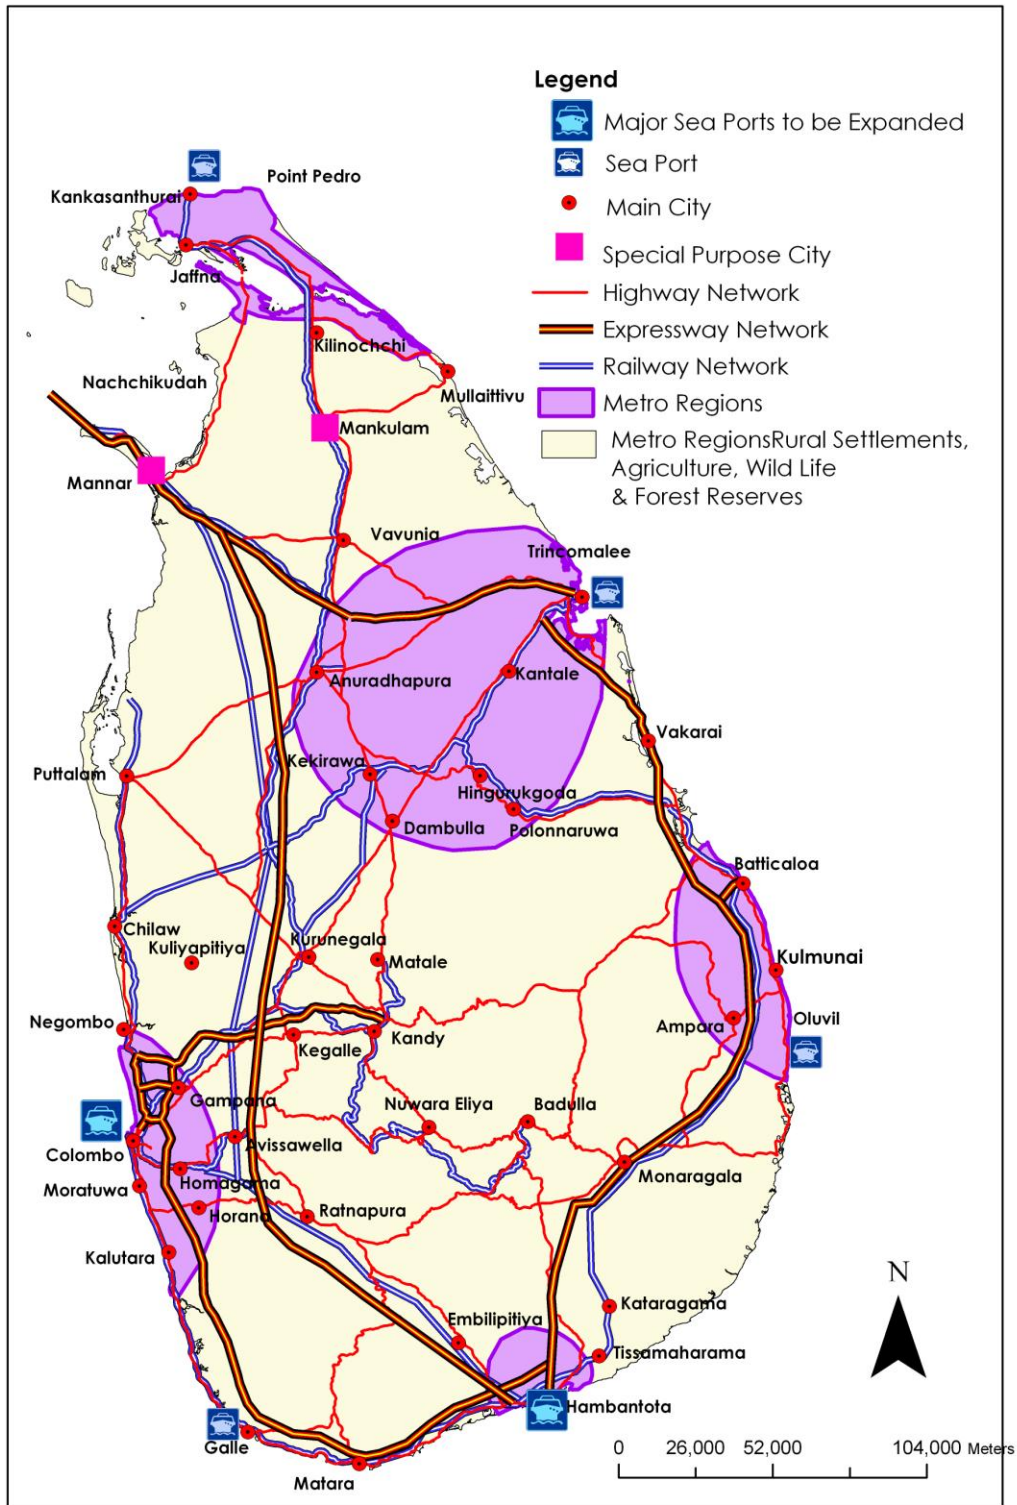 Legend
Major Sea Ports to be Expanded
Sea Port
Main City
Special Purpose City
Highway Network
Expressway Network
Railway Network
Metro Regions
Metro RegionsRural Settlements,
Agriculture, Wild Life
& Forest Reserves
Point Pedro
Kankasanthurai
Jaffna
Kilinochchi
Nachchikudah
Mullaittivu
Mankulam
Mannar
Vavunia
Trincomalee
Anuradhapura
Kantale
Vakarai
Kekirawa
Puttalam
Hingurukgoda
Dambulla
Polonnaruwa
Batticaloa
Chilaw
Kuliyapitiya
Kurunegala
Matale
Kulmunai
Negombo
Ampara
Oluvil
Kegalle
Kandy
Gampana
Nuwara Eliya
Badulla
Colombo
Avissawella
Homagama
Monaragala
Moratuwa
Horana
Ratnapura
Kalutara
N
Embilipitiya
Kataragama
Tissamaharama
Hambantota
Galle
Matara
0 26,000 52,000 104,000 Meters